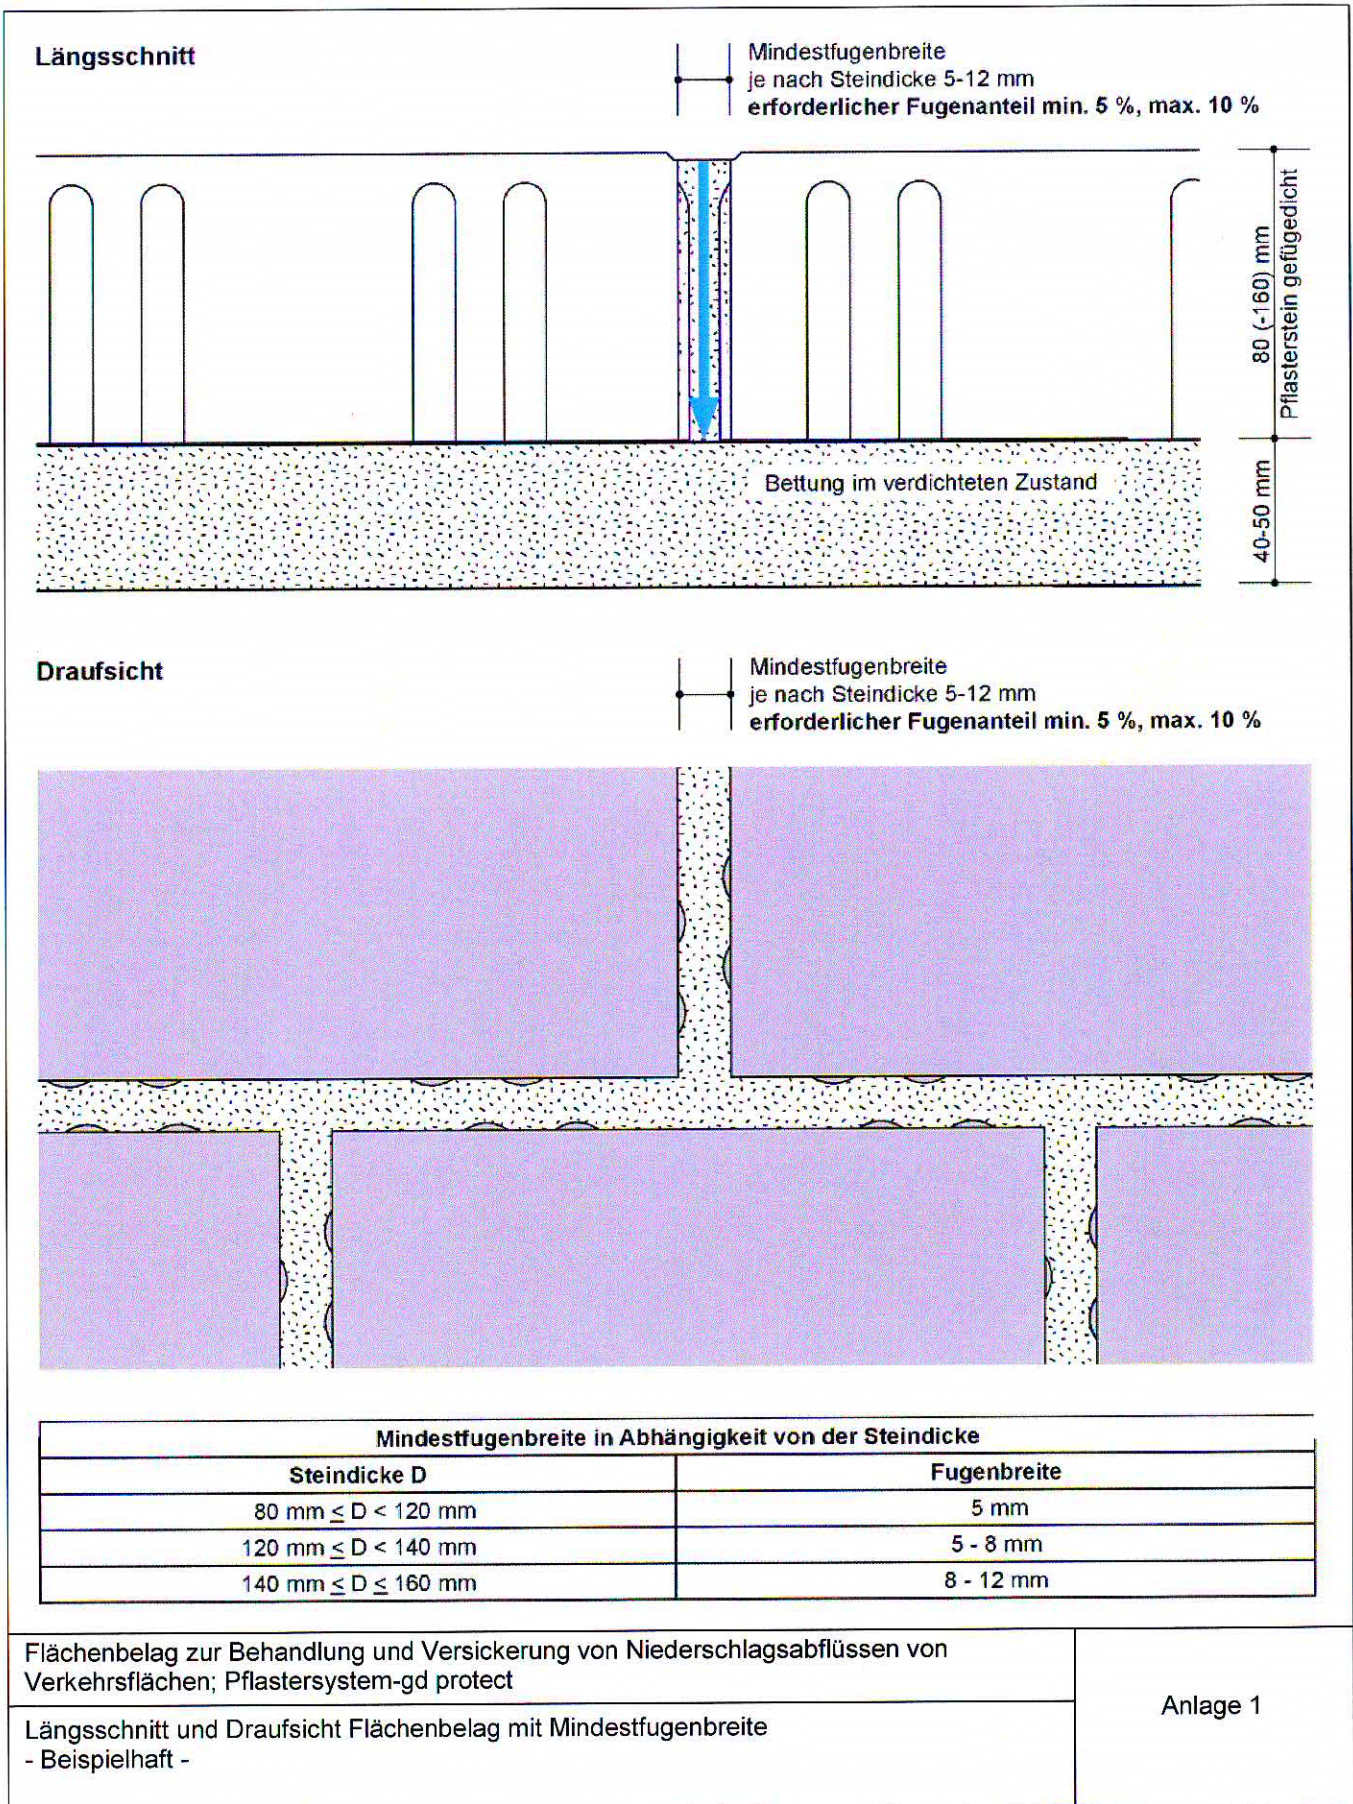 Längsschnitt
Mindestfugenbreite
je nach Steindicke 5-12 mm
erforderlicher Fugenanteil min. 5 %, max. 10 %
80 (-160) mm
Pflasterstein gefügedicht
Bettung im verdichteten Zustand
40-50 mm
Draufsicht
Mindestfugenbreite
je nach Steindicke 5-12 mm
erforderlicher Fugenanteil min. 5 %, max. 10 %
Mindestfugenbreite in Abhängigkeit von der Steindicke
Steindicke D Fugenbreite
80 mm ≤ D < 120 mm 5 mm
120 mm ≤ D < 140 mm 5 - 8 mm
140 mm ≤ D ≤ 160 mm 8 - 12 mm
Flächenbelag zur Behandlung und Versickerung von Niederschlagsabflüssen von
Verkehrsflächen; Pflastersystem-gd protect
Anlage 1
Längsschnitt und Draufsicht Flächenbelag mit Mindestfugenbreite
- Beispielhaft -